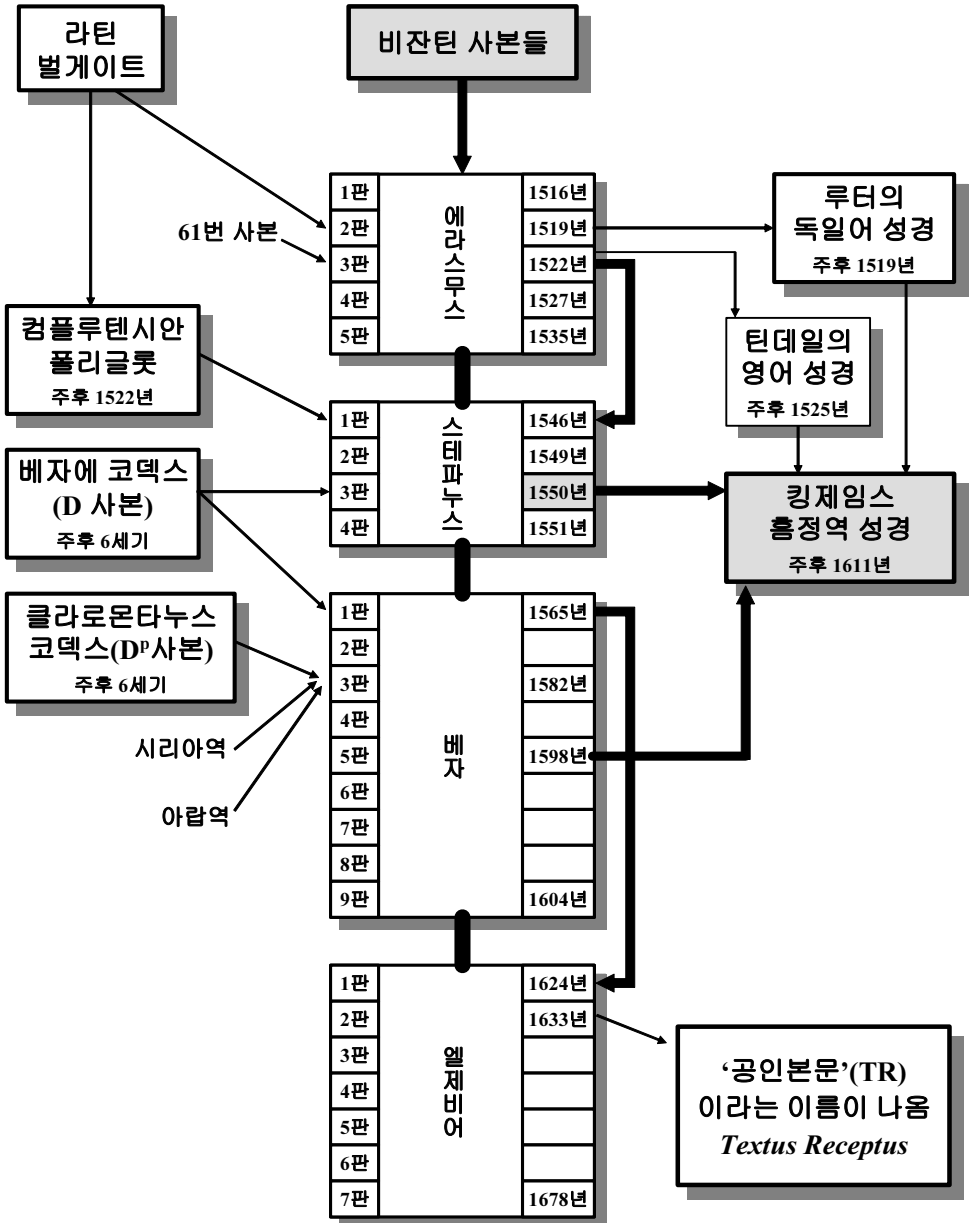 라틴
벌게이트
비잔틴 사본들
1판
2판
3판
4판
5판
에라스무스
1516년
1519년
1522년
1527년
1535년
61번 사본
루터의
독일어 성경
주후 1519년
컴플루텐시안
폴리글롯
주후 1522년
틴데일의
영어 성경
주후 1525년
1판
2판
3판
4판
스테파누스
1546년
1549년
1550년
1551년
베자에 코덱스
(D 사본)
주후 6세기
킹제임스
흠정역 성경
주후 1611년
클라로몬타누스
코덱스(Dᵖ사본)
주후 6세기
시리아역
아랍역
1판
2판
3판
4판
5판
6판
7판
8판
9판
베자
1565년
1582년
1598년
1604년
1판
2판
3판
4판
5판
6판
7판
엘제비어
1624년
1633년
1678년
‘공인본문’(TR)
이라는 이름이 나옴
Textus Receptus